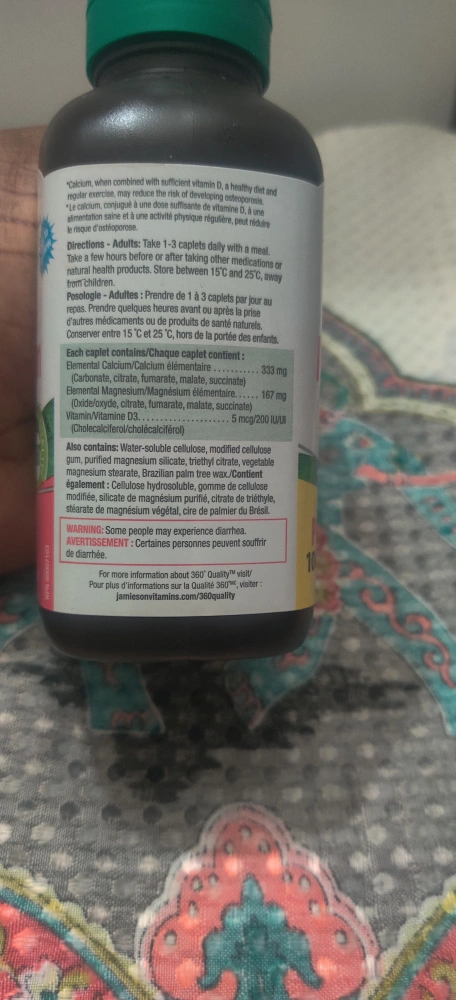 *Calcium, when combined with sufficient vitamin D, a healthy diet and
regular exercise, may reduce the risk of developing osteoporosis.
*Le calcium, conjugué à une dose suffisante de vitamine D, à une
alimentation saine et à une activité physique régulière, peut réduire
le risque d'ostéoporose.
Directions - Adults: Take 1-3 caplets daily with a meal.
Take a few hours before or after taking other medications or
natural health products. Store between 15°C and 25°C, away
from children.
Posologie - Adultes : Prendre de 1 à 3 caplets par jour au
repas. Prendre quelques heures avant ou après la prise
d'autres médicaments ou de produits de santé naturels.
Conserver entre 15 °C et 25 °C, hors de la portée des enfants.
Each caplet contains/Chaque caplet contient :
Elemental Calcium/Calcium élémentaire ........... 333 mg
(Carbonate, citrate, fumarate, malate, succinate)
Elemental Magnesium/Magnésium élémentaire...... 167 mg
(Oxide/oxyde, citrate, fumarate, malate, succinate)
Vitamin/Vitamine D3...................... 5 mcg/200 IU/UI
(Cholecalciferol/cholécalciférol)
Also contains: Water-soluble cellulose, modified cellulose
gum, purified magnesium silicate, triethyl citrate, vegetable
magnesium stearate, Brazilian palm tree wax./Contient
également : Cellulose hydrosoluble, gomme de cellulose
modifiée, silicate de magnésium purifié, citrate de triéthyle,
stéarate de magnésium végétal, cire de palmier du Brésil.
WARNING: Some people may experience diarrhea.
AVERTISSEMENT : Certaines personnes peuvent souffrir
de diarrhée.
For more information about 360° Quality™ visit/
Pour plus d'informations sur la Qualité 360°ᴹᶜ, visiter :
jamiesonvitamins.com/360quality
10